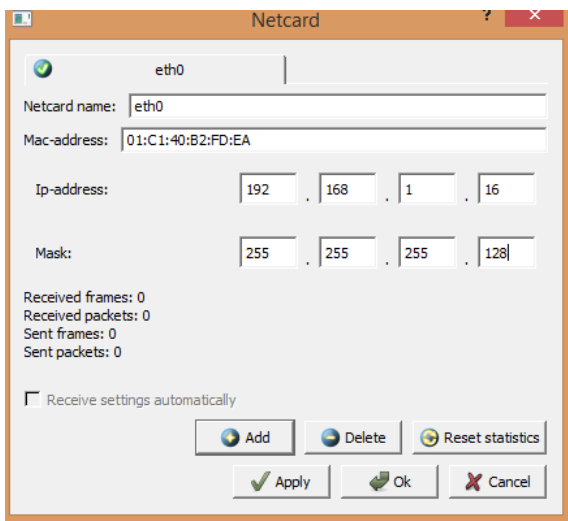 Netcard ? ×
eth0
Netcard name: eth0
Mac-address: 01:C1:40:B2:FD:EA
Ip-address: 192 . 168 . 1 . 16
Mask: 255 . 255 . 255 . 128
Received frames: 0
Received packets: 0
Sent frames: 0
Sent packets: 0
Receive settings automatically
Add Delete Reset statistics
Apply Ok Cancel